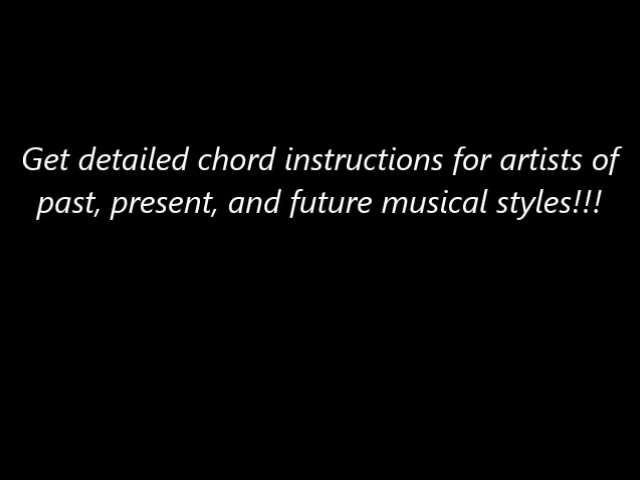 Get detailed chord instructions for artists of
past, present, and future musical styles!!!